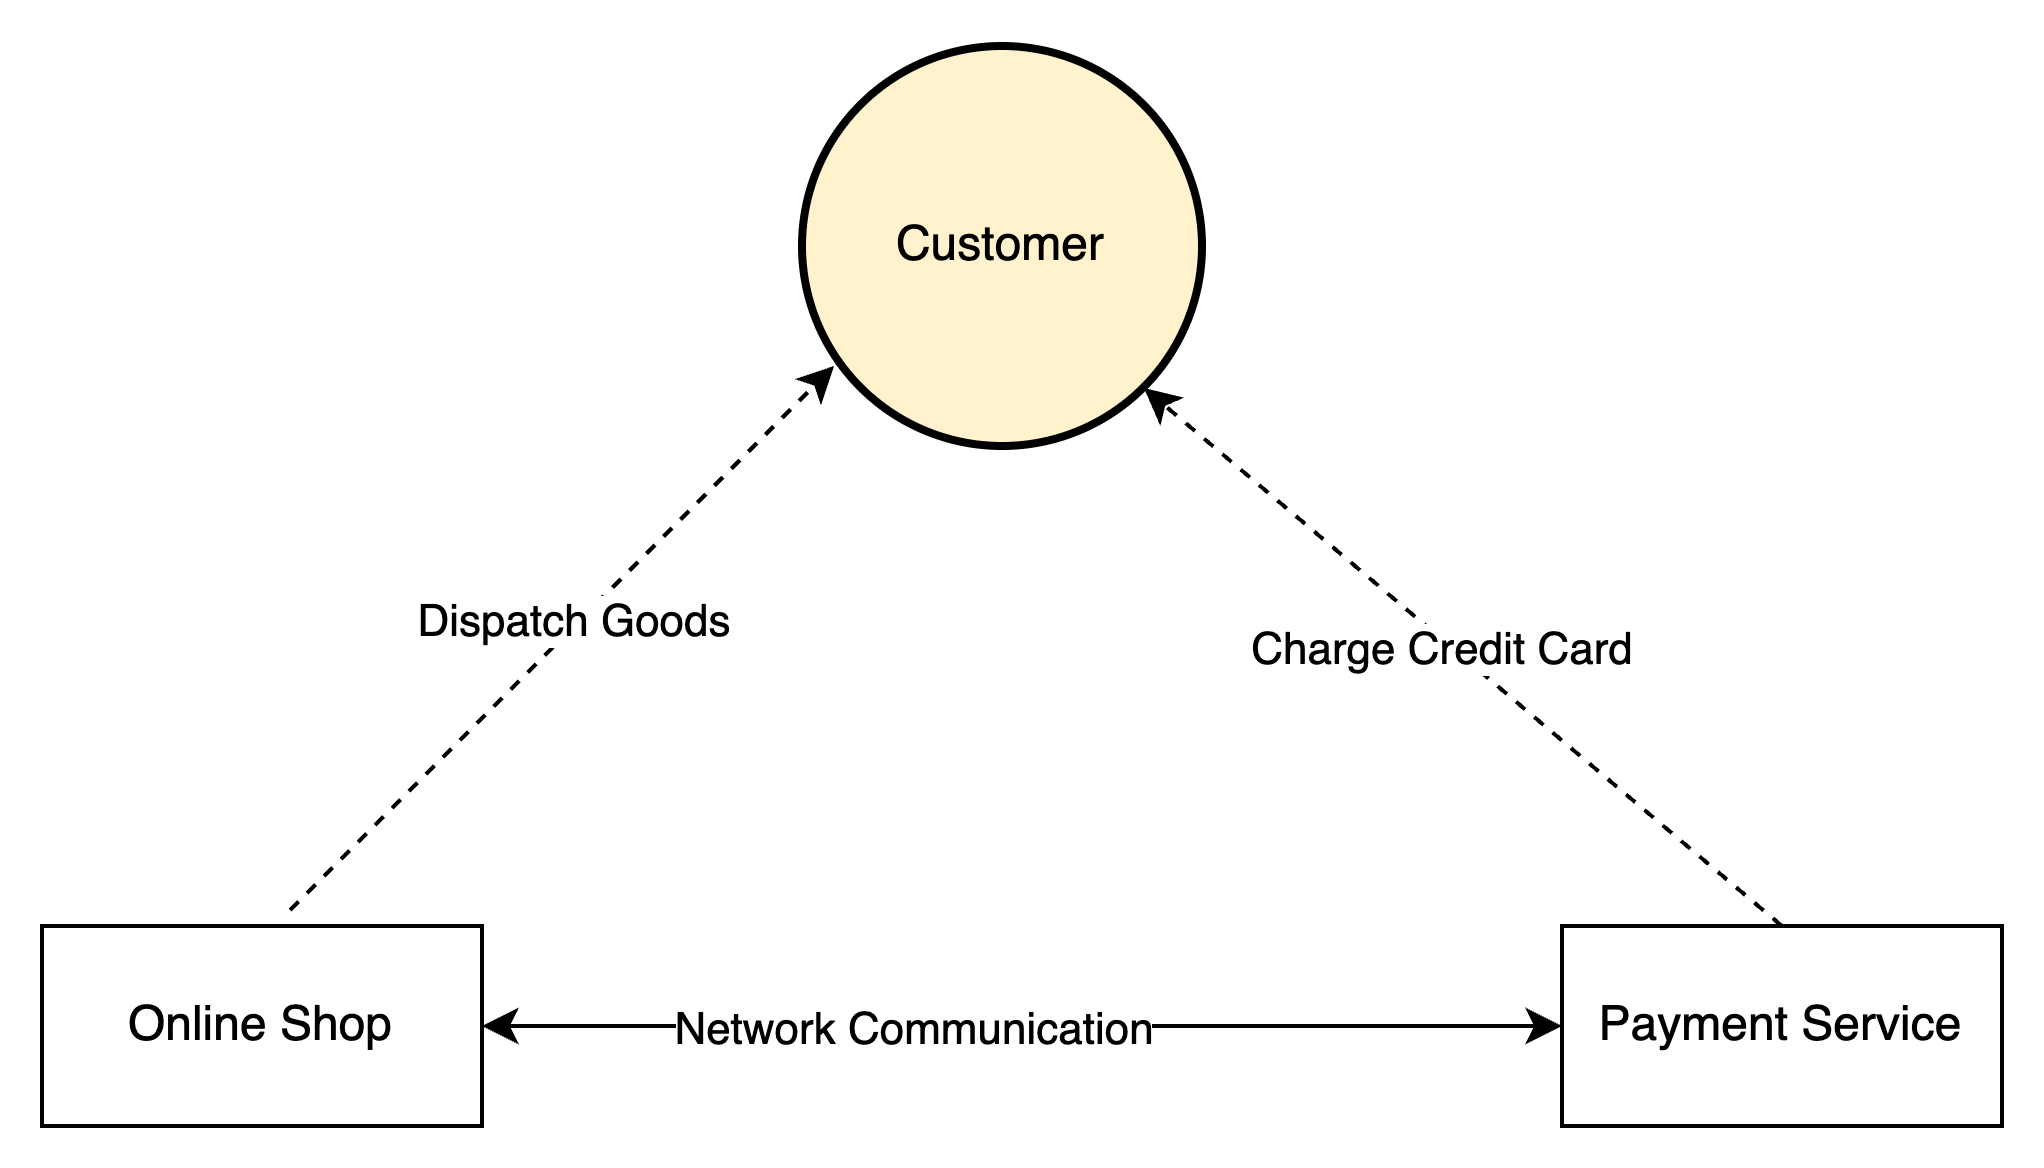 Customer
Dispatch Goods
Charge Credit Card
Online Shop
Network Communication
Payment Service